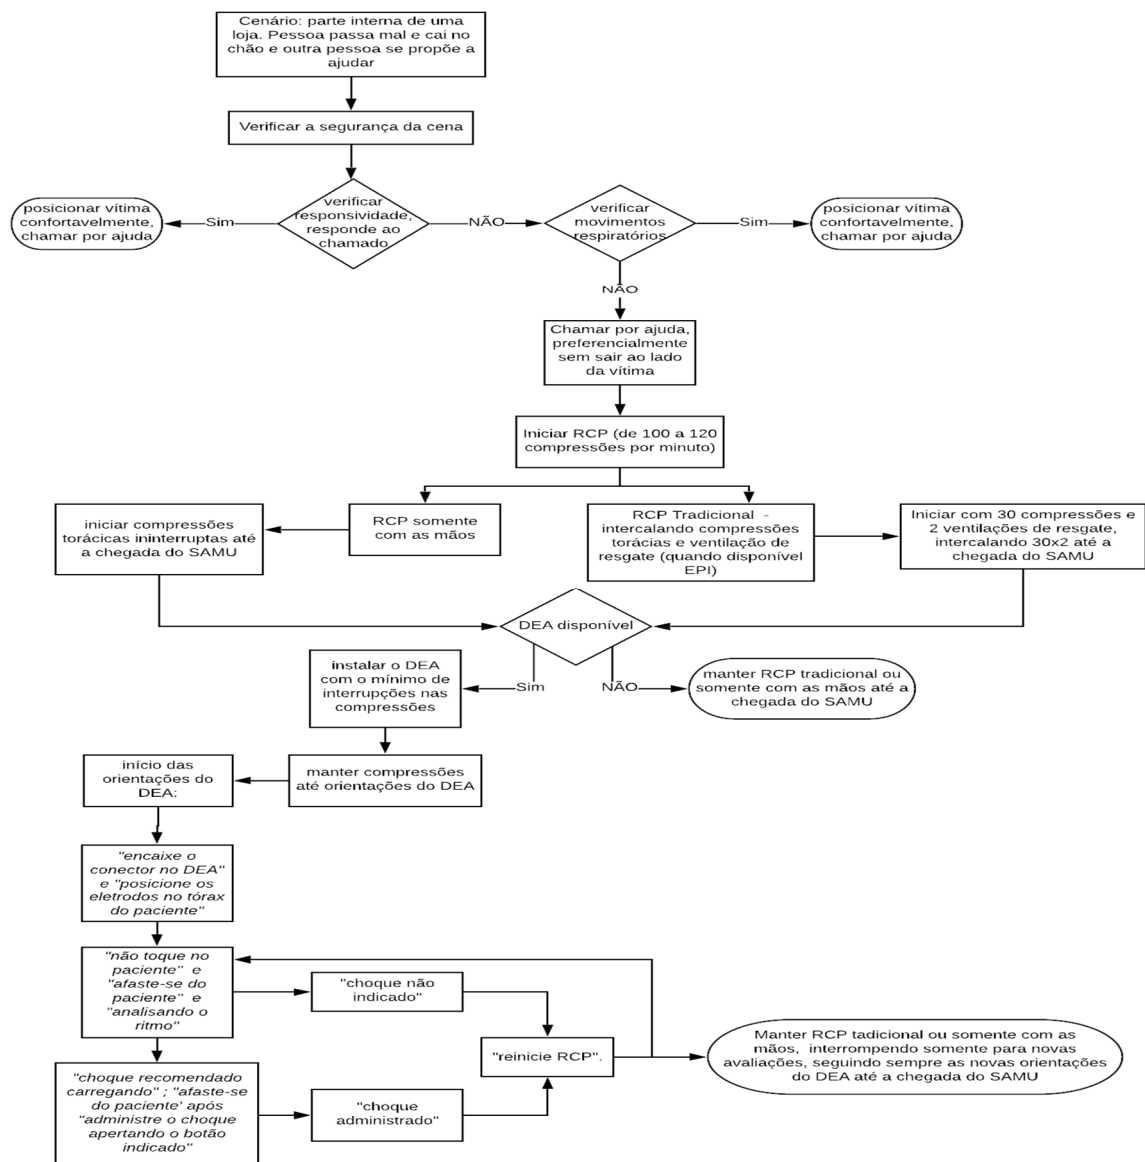 Cenário: parte interna de uma
loja. Pessoa passa mal e cai no
chão e outra pessoa se propõe a
ajudar
Verificar a segurança da cena
verificar
responsividade,
responde ao
chamado
Sim
posicionar vítima
confortavelmente,
chamar por ajuda
NÃO
verificar
movimentos
respiratórios
Sim
posicionar vítima
confortavelmente,
chamar por ajuda
NÃO
Chamar por ajuda,
preferencialmente
sem sair ao lado
da vítima
Iniciar RCP (de 100 a 120
compressões por minuto)
RCP somente
com as mãos
iniciar compressões
torácicas ininterruptas até
a chegada do SAMU
RCP Tradicional -
intercalando compressões
torácias e ventilação de
resgate (quando disponível
EPI)
Iniciar com 30 compressões e
2 ventilações de resgate,
intercalando 30x2 até a
chegada do SAMU
DEA disponível
Sim
NÃO
manter RCP tradicional ou
somente com as mãos até a
chegada do SAMU
instalar o DEA
com o mínimo de
interrupções nas
compressões
manter compressões
até orientações do DEA
início das
orientações do
DEA:
"encaixe o
conector no DEA"
e "posicione os
eletrodos no tórax
do paciente"
"não toque no
paciente" e
"afaste-se do
paciente" e
"analisando o
ritmo"
"choque não
indicado"
"choque recomendado
carregando" ; "afaste-se
do paciente' após
"administre o choque
apertando o botão
indicado"
"choque
administrado"
"reinicie RCP".
Manter RCP tadicional ou somente com as
mãos, interrompendo somente para novas
avaliações, seguindo sempre as novas orientações
do DEA até a chegada do SAMU